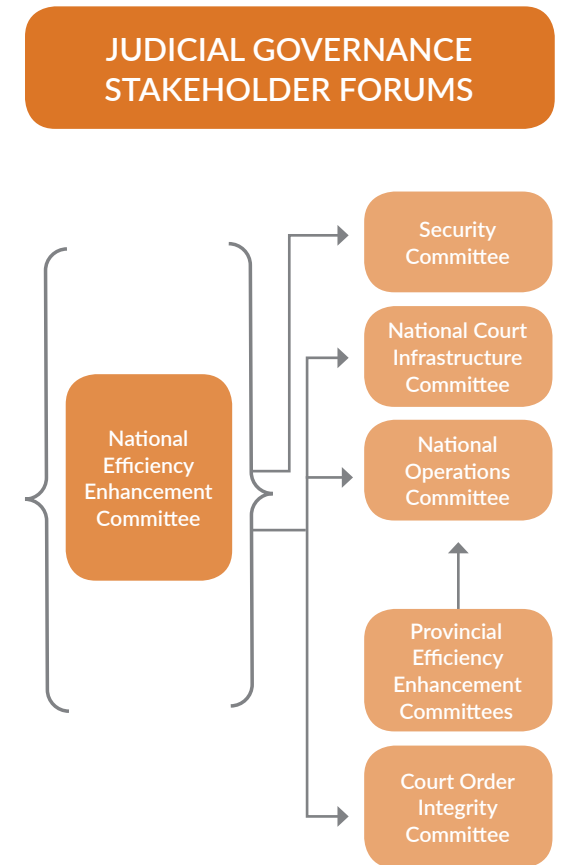 JUDICIAL GOVERNANCE
STAKEHOLDER FORUMS
National
Efficiency
Enhancement
Committee
Security
Committee
National Court
Infrastructure
Committee
National
Operations
Committee
Provincial
Efficiency
Enhancement
Committees
Court Order
Integrity
Committee